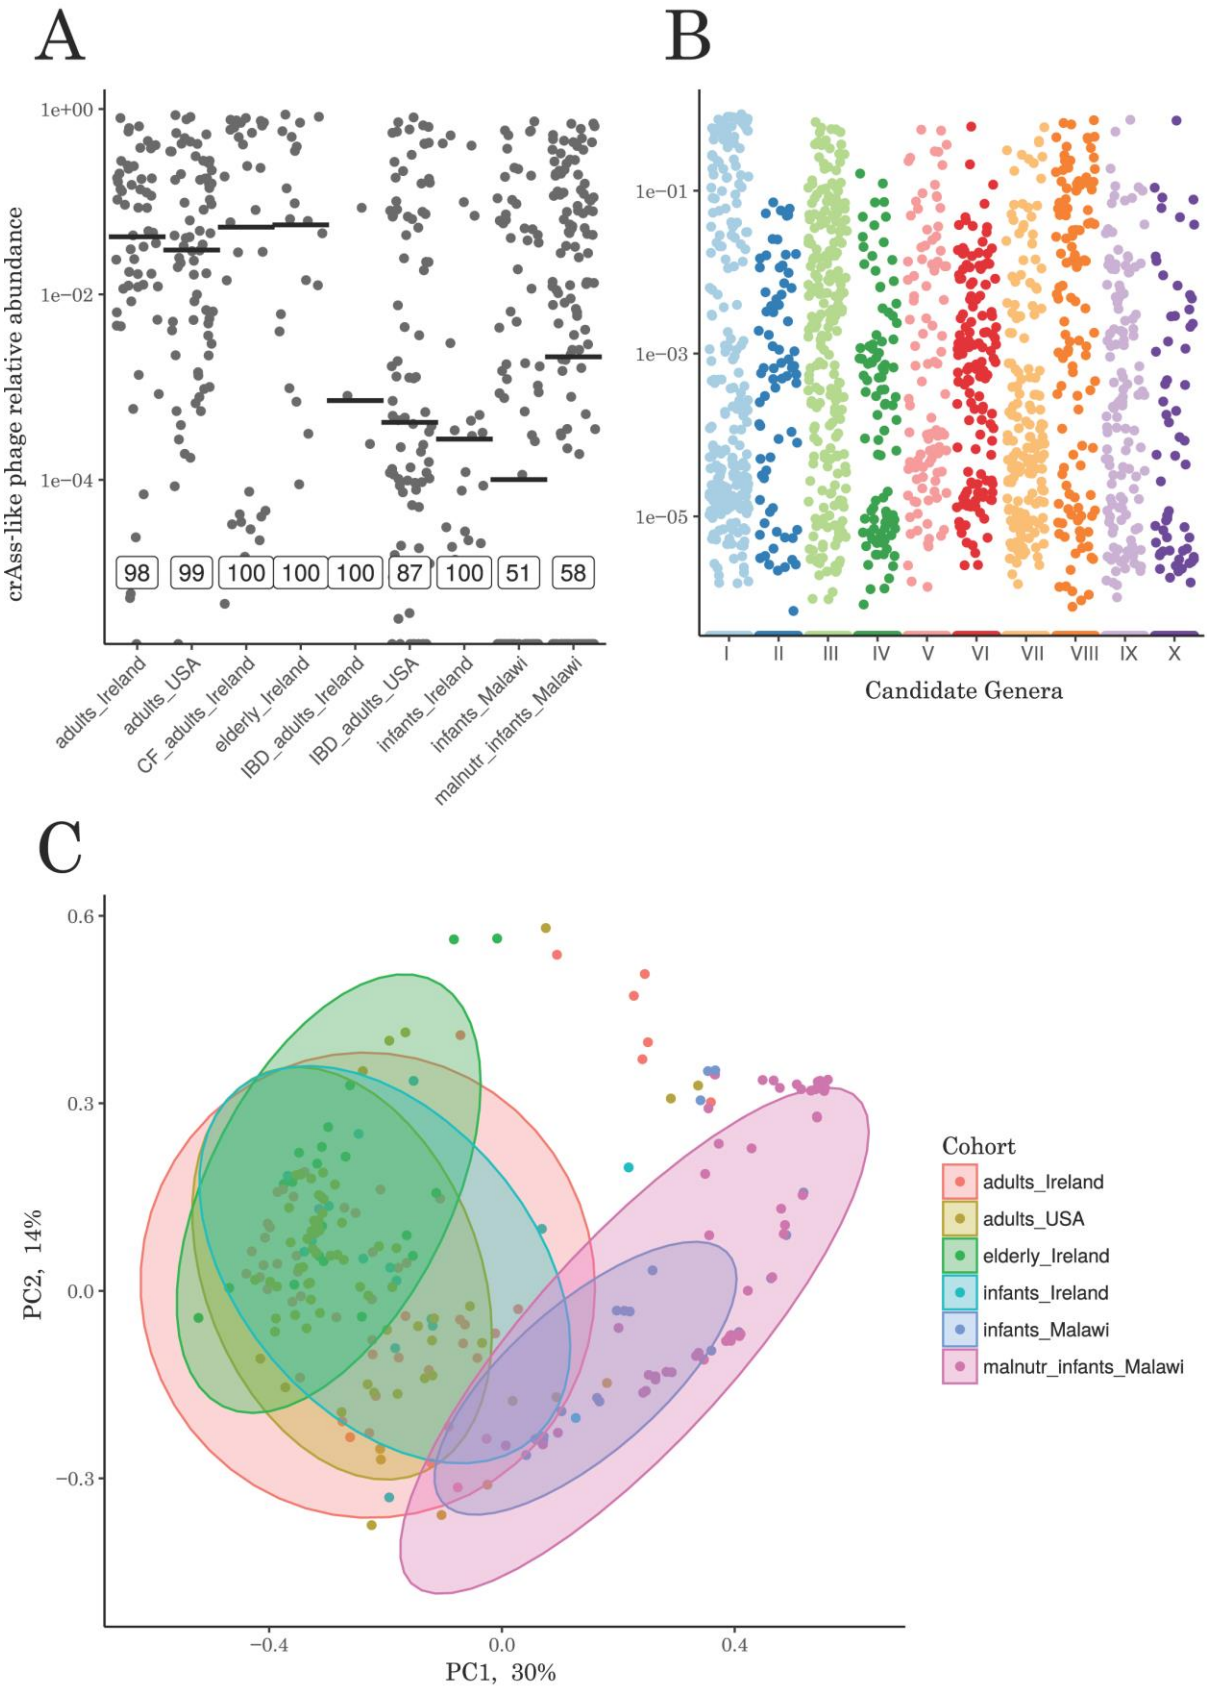 A
B
crAss-like phage relative abundance
1e+00
1e−02
1e−04
98 99 100 100 100 87 100 51 58
adults_Ireland
adults_USA
CF_adults_Ireland
elderly_Ireland
IBD_adults_Ireland
IBD_adults_USA
infants_Ireland
infants_Malawi
malnutr_infants_Malawi
1e−01
1e−03
1e−05
I II III IV V VI VII VIII IX X
Candidate Genera
C
PC2, 14%
0.6
0.3
0.0
−0.3
−0.4 0.0 0.4
PC1, 30%
Cohort
adults_Ireland
adults_USA
elderly_Ireland
infants_Ireland
infants_Malawi
malnutr_infants_Malawi